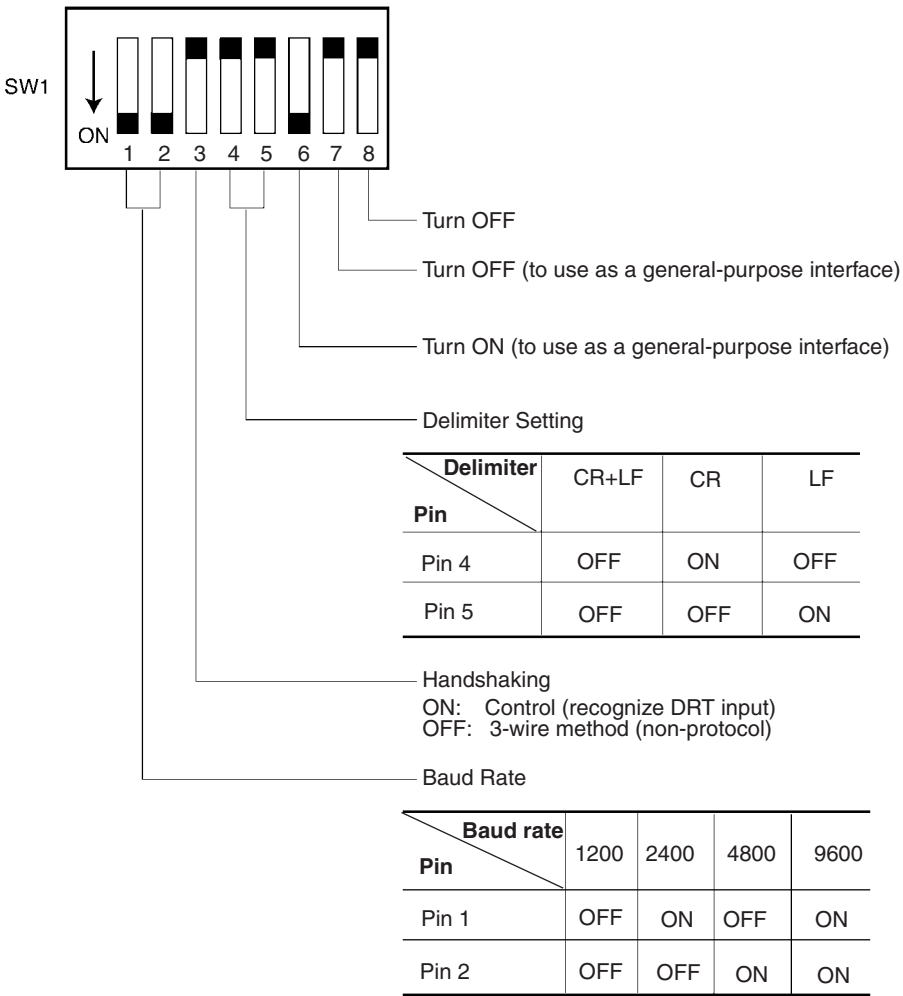 SW1
ON
1 2 3 4 5 6 7 8
Turn OFF
Turn OFF (to use as a general-purpose interface)
Turn ON (to use as a general-purpose interface)
Delimiter Setting
Delimiter CR+LF CR LF
Pin
Pin 4 OFF ON OFF
Pin 5 OFF OFF ON
Handshaking
ON: Control (recognize DRT input)
OFF: 3-wire method (non-protocol)
Baud Rate
Baud rate
1200 2400 4800 9600
Pin
Pin 1 OFF ON OFF ON
Pin 2 OFF OFF ON ON